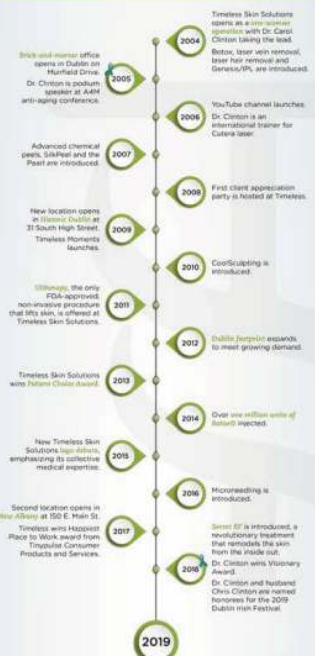 Timeless Skin Solutions
opens as a one-woman
operation with Dr. Carol
Clinton taking the lead.
Botox, laser vein removal,
laser hair removal and
Genesis/IPL are introduced.
2004
Brick-and-mortar office
opens in Dublin on
Muirfield Drive.
Dr. Clinton is podium
speaker at A4M
anti-aging conference.
2005
YouTube channel launches.
Dr. Clinton is an
international trainer for
Cutera laser.
2006
Advanced chemical
peels, SilkPeel and the
Pearl are introduced.
2007
First client appreciation
party is hosted at Timeless.
2008
New location opens
in Historic Dublin at
31 South High Street.
Timeless Moments
launches.
2009
CoolSculpting is
introduced.
2010
Ultherapy, the only
FDA-approved,
non-invasive procedure
that lifts skin, is offered at
Timeless Skin Solutions.
2011
Dublin footprint expands
to meet growing demand.
2012
Timeless Skin Solutions
wins Patient Choice Award.
2013
Over one million units of
Botox® injected.
2014
New Timeless Skin
Solutions logo debuts,
emphasizing its collective
medical expertise.
2015
Microneedling is
introduced.
2016
Second location opens in
New Albany at 150 E. Main St.
Timeless wins Happiest
Place to Work award from
Tinypulse Consumer
Products and Services.
2017
Secret RF is introduced, a
revolutionary treatment
that remodels the skin
from the inside out.
Dr. Clinton wins Visionary
Award.
Dr. Clinton and husband
Chris Clinton are named
honorees for the 2019
Dublin Irish Festival.
2018
2019